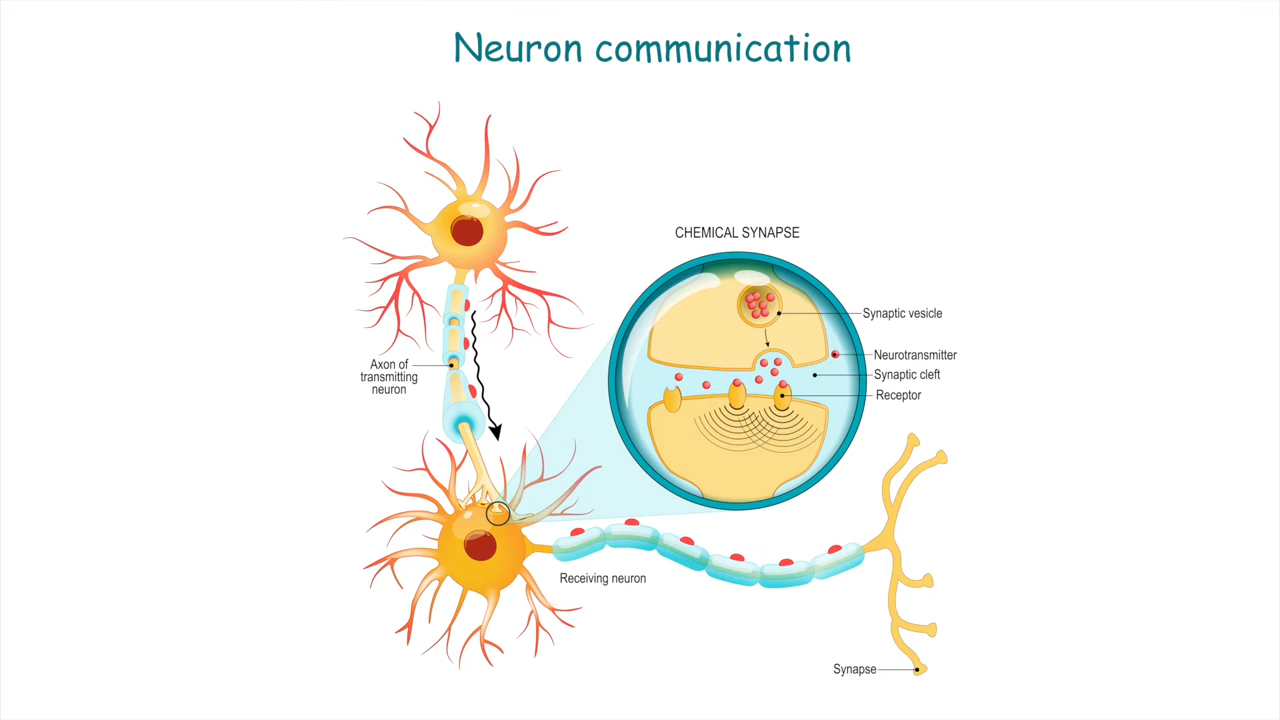 Neuron communication
CHEMICAL SYNAPSE
Synaptic vesicle
Neurotransmitter
Synaptic cleft
Receptor
Axon of
transmitting
neuron
Receiving neuron
Synapse